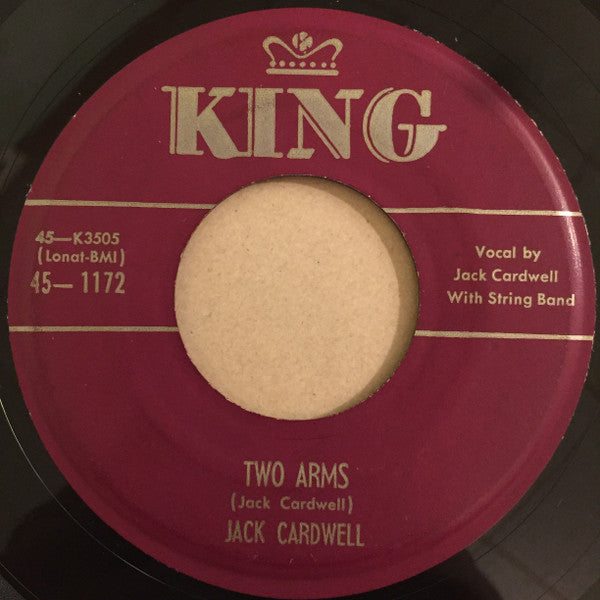 KING
45—K3505
(Lonat-BMI)
45—1172
Vocal by
Jack Cardwell
With String Band
TWO ARMS
(Jack Cardwell)
JACK CARDWELL